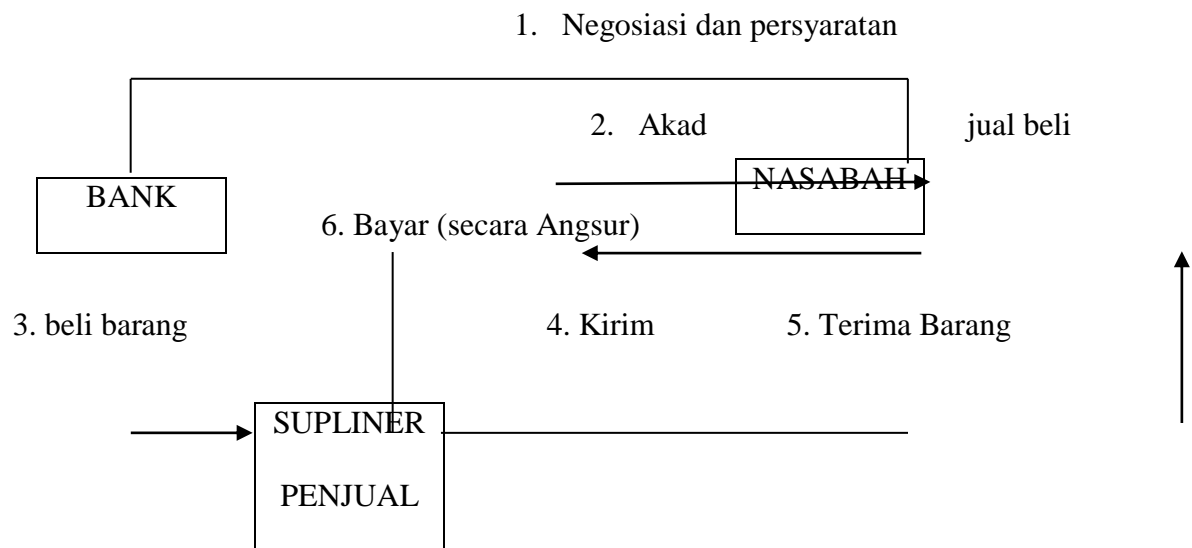 1. Negosiasi dan persyaratan
2. Akad jual beli
BANK
NASABAH
6. Bayar (secara Angsur)
3. beli barang
4. Kirim
5. Terima Barang
SUPLINER
PENJUAL